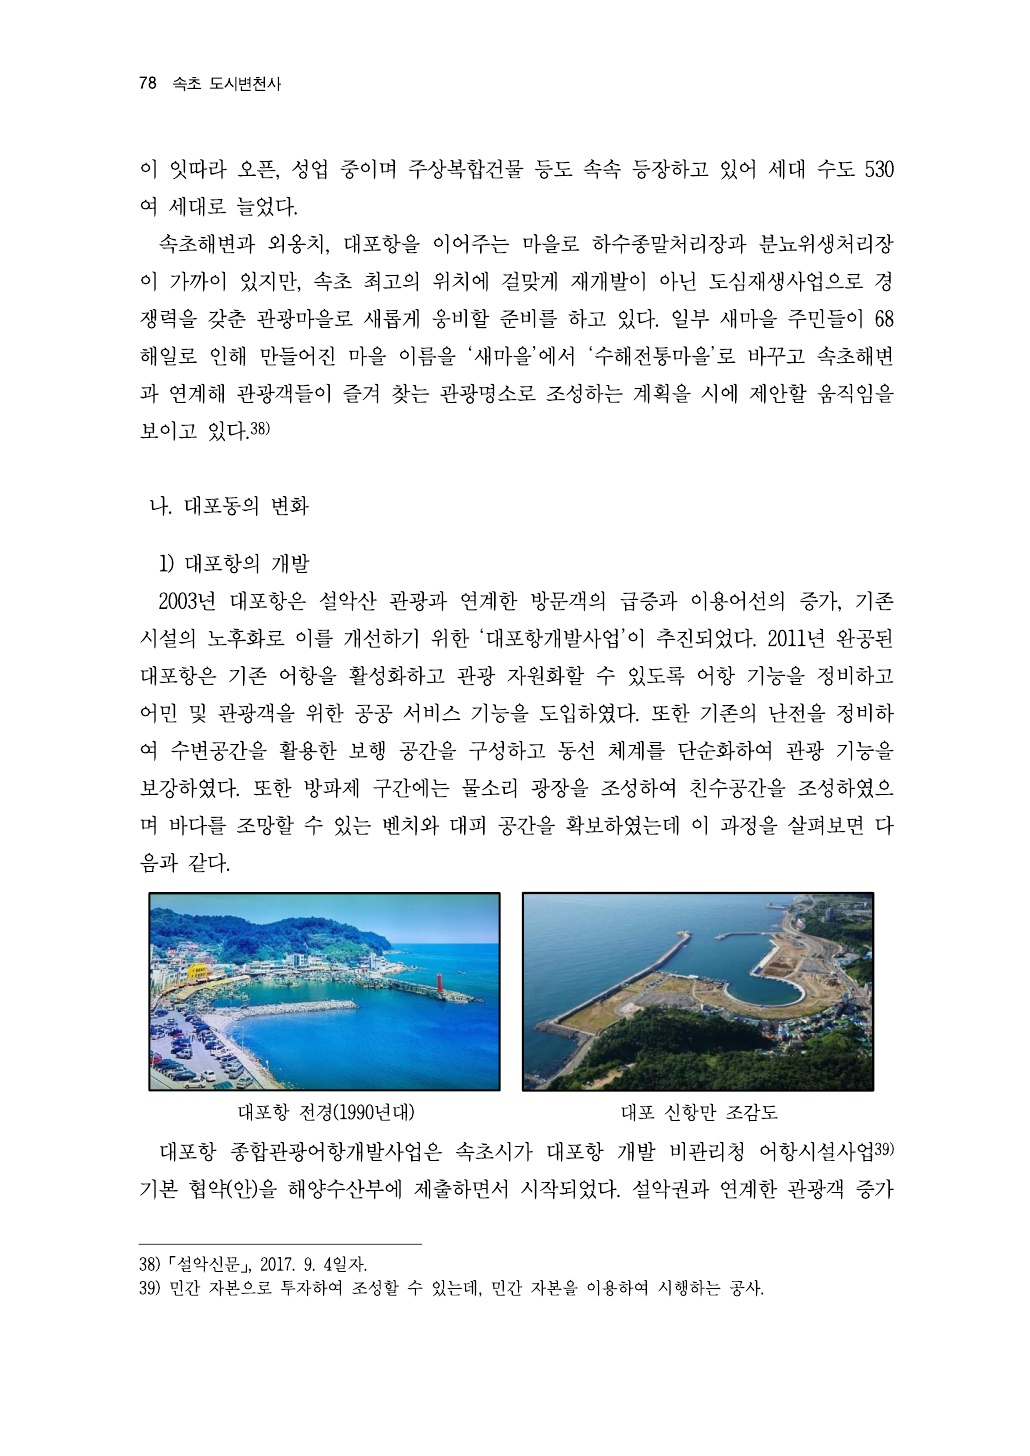 78 속초 도시변천사
이 잇따라 오픈, 성업 중이며 주상복합건물 등도 속속 등장하고 있어 세대 수도 530
여 세대로 늘었다.
속초해변과 외옹치, 대포항을 이어주는 마을로 하수종말처리장과 분뇨위생처리장
이 가까이 있지만, 속초 최고의 위치에 걸맞게 재개발이 아닌 도심재생사업으로 경
쟁력을 갖춘 관광마을로 새롭게 웅비할 준비를 하고 있다. 일부 새마을 주민들이 68
해일로 인해 만들어진 마을 이름을 ‘새마을’에서 ‘수해전통마을’로 바꾸고 속초해변
과 연계해 관광객들이 즐겨 찾는 관광명소로 조성하는 계획을 시에 제안할 움직임을
보이고 있다.38)
나. 대포동의 변화
1) 대포항의 개발
2003년 대포항은 설악산 관광과 연계한 방문객의 급증과 이용어선의 증가, 기존
시설의 노후화로 이를 개선하기 위한 ‘대포항개발사업’이 추진되었다. 2011년 완공된
대포항은 기존 어항을 활성화하고 관광 자원화할 수 있도록 어항 기능을 정비하고
어민 및 관광객을 위한 공공 서비스 기능을 도입하였다. 또한 기존의 난전을 정비하
여 수변공간을 활용한 보행 공간을 구성하고 동선 체계를 단순화하여 관광 기능을
보강하였다. 또한 방파제 구간에는 물소리 광장을 조성하여 친수공간을 조성하였으
며 바다를 조망할 수 있는 벤치와 대피 공간을 확보하였는데 이 과정을 살펴보면 다
음과 같다.
대포항 전경(1990년대)
대포 신항만 조감도
대포항 종합관광어항개발사업은 속초시가 대포항 개발 비관리청 어항시설사업39)
기본 협약(안)을 해양수산부에 제출하면서 시작되었다. 설악권과 연계한 관광객 증가
38)「설악신문」, 2017. 9. 4일자.
39) 민간 자본으로 투자하여 조성할 수 있는데, 민간 자본을 이용하여 시행하는 공사.